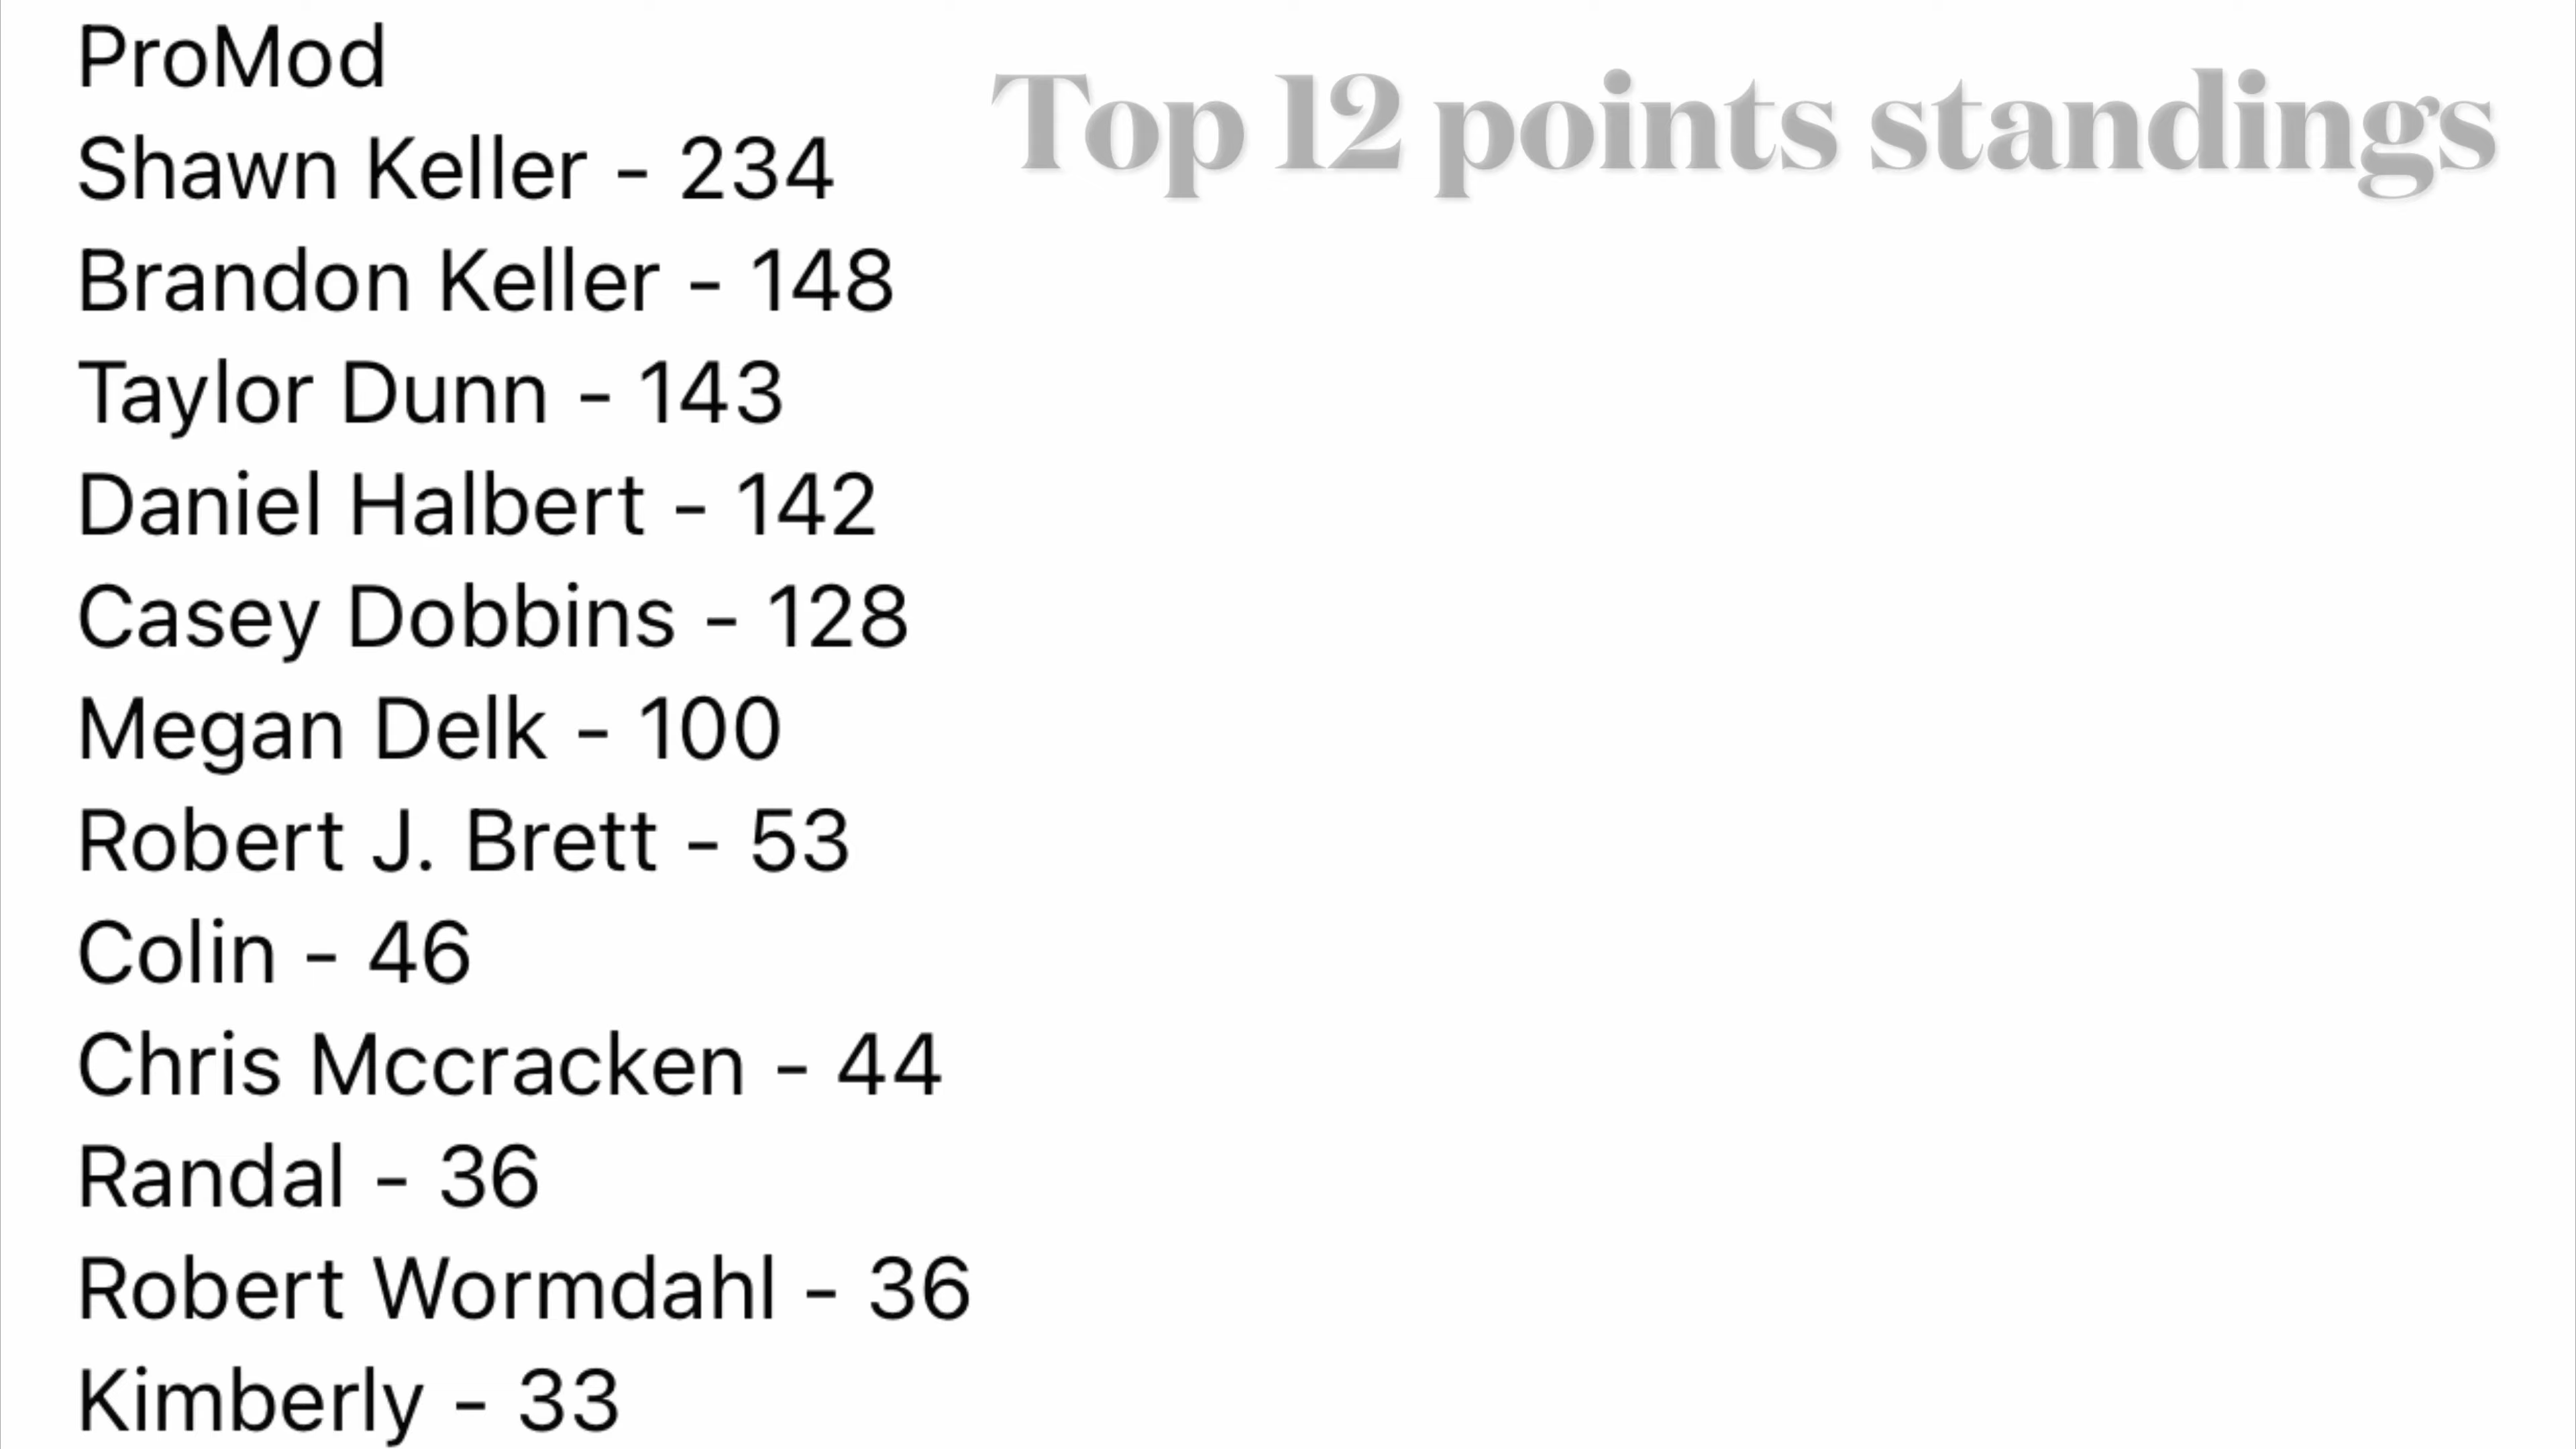 ProMod
Top 12 points standings
Shawn Keller - 234
Brandon Keller - 148
Taylor Dunn - 143
Daniel Halbert - 142
Casey Dobbins - 128
Megan Delk - 100
Robert J. Brett - 53
Colin - 46
Chris Mccracken - 44
Randal - 36
Robert Wormdahl - 36
Kimberly - 33